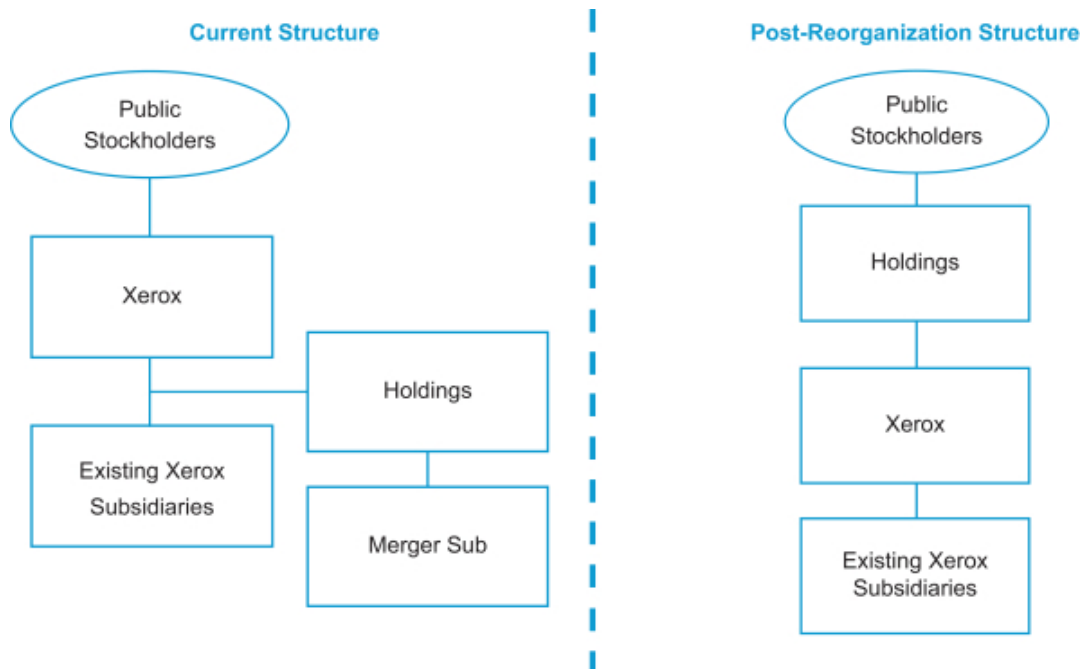 Current Structure
Public
Stockholders
Xerox
Holdings
Existing Xerox
Subsidiaries
Merger Sub
Post-Reorganization Structure
Public
Stockholders
Holdings
Xerox
Existing Xerox
Subsidiaries